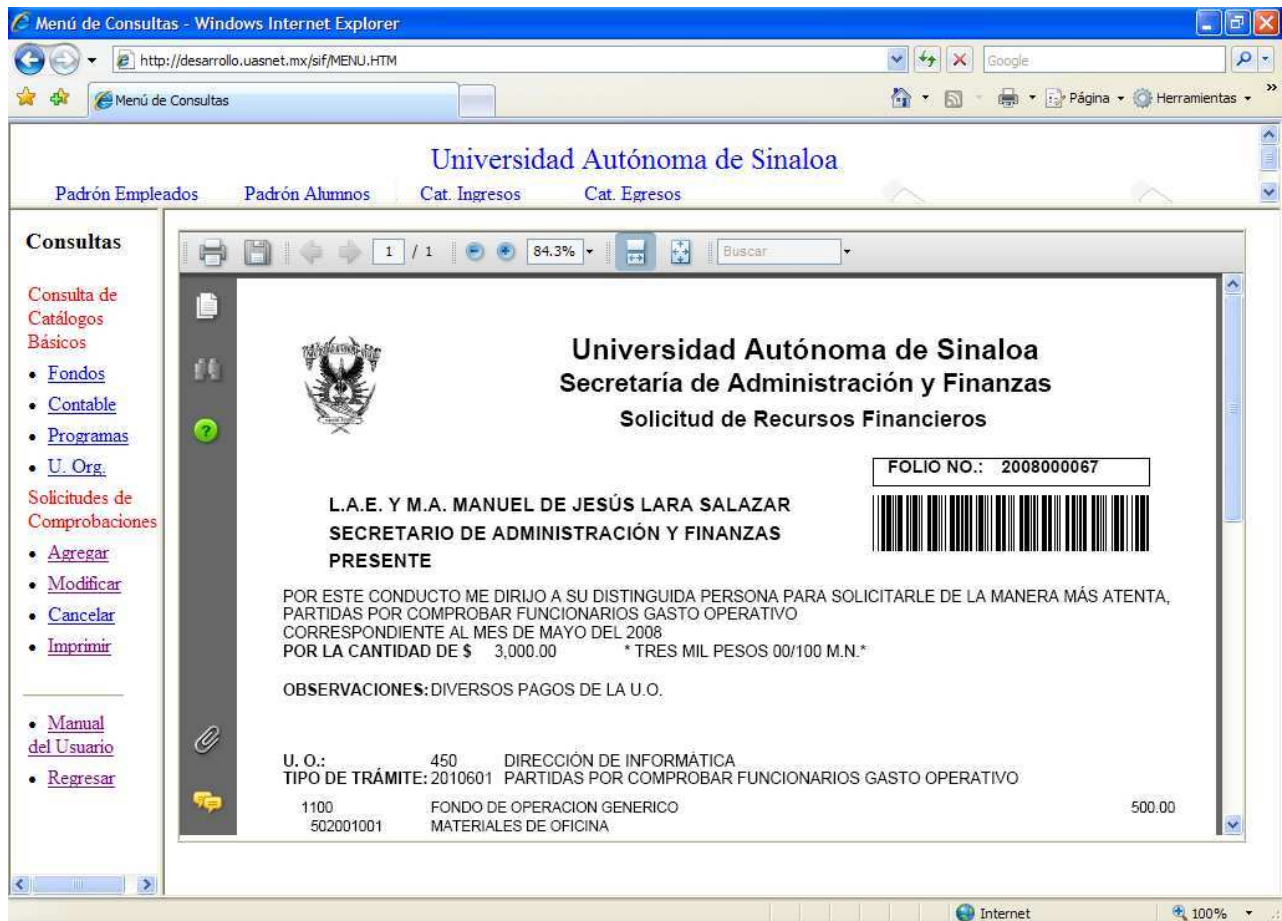 Menú de Consultas - Windows Internet Explorer
http://desarrollo.uasnet.mx/sif/MENU.HTM
Google
Menú de Consultas
Página
Herramientas
»
Universidad Autónoma de Sinaloa
Padrón Empleados Padrón Alumnos Cat. Ingresos Cat. Egresos
Consultas
Consulta de
Catálogos
Básicos
• Fondos
• Contable
• Programas
• U. Org.
Solicitudes de
Comprobaciones
• Agregar
• Modificar
• Cancelar
• Imprimir
• Manual
del Usuario
• Regresar
1 / 1 84.3% Buscar
Universidad Autónoma de Sinaloa
Secretaría de Administración y Finanzas
Solicitud de Recursos Financieros
FOLIO NO.: 2008000067
L.A.E. Y M.A. MANUEL DE JESÚS LARA SALAZAR
SECRETARIO DE ADMINISTRACIÓN Y FINANZAS
PRESENTE
POR ESTE CONDUCTO ME DIRIJO A SU DISTINGUIDA PERSONA PARA SOLICITARLE DE LA MANERA MÁS ATENTA,
PARTIDAS POR COMPROBAR FUNCIONARIOS GASTO OPERATIVO
CORRESPONDIENTE AL MES DE MAYO DEL 2008
POR LA CANTIDAD DE $ 3,000.00 * TRES MIL PESOS 00/100 M.N.*
OBSERVACIONES: DIVERSOS PAGOS DE LA U.O.
U. O.: 450 DIRECCIÓN DE INFORMÁTICA
TIPO DE TRÁMITE: 2010601 PARTIDAS POR COMPROBAR FUNCIONARIOS GASTO OPERATIVO
1100 FONDO DE OPERACION GENERICO 500.00
502001001 MATERIALES DE OFICINA
Internet 100%